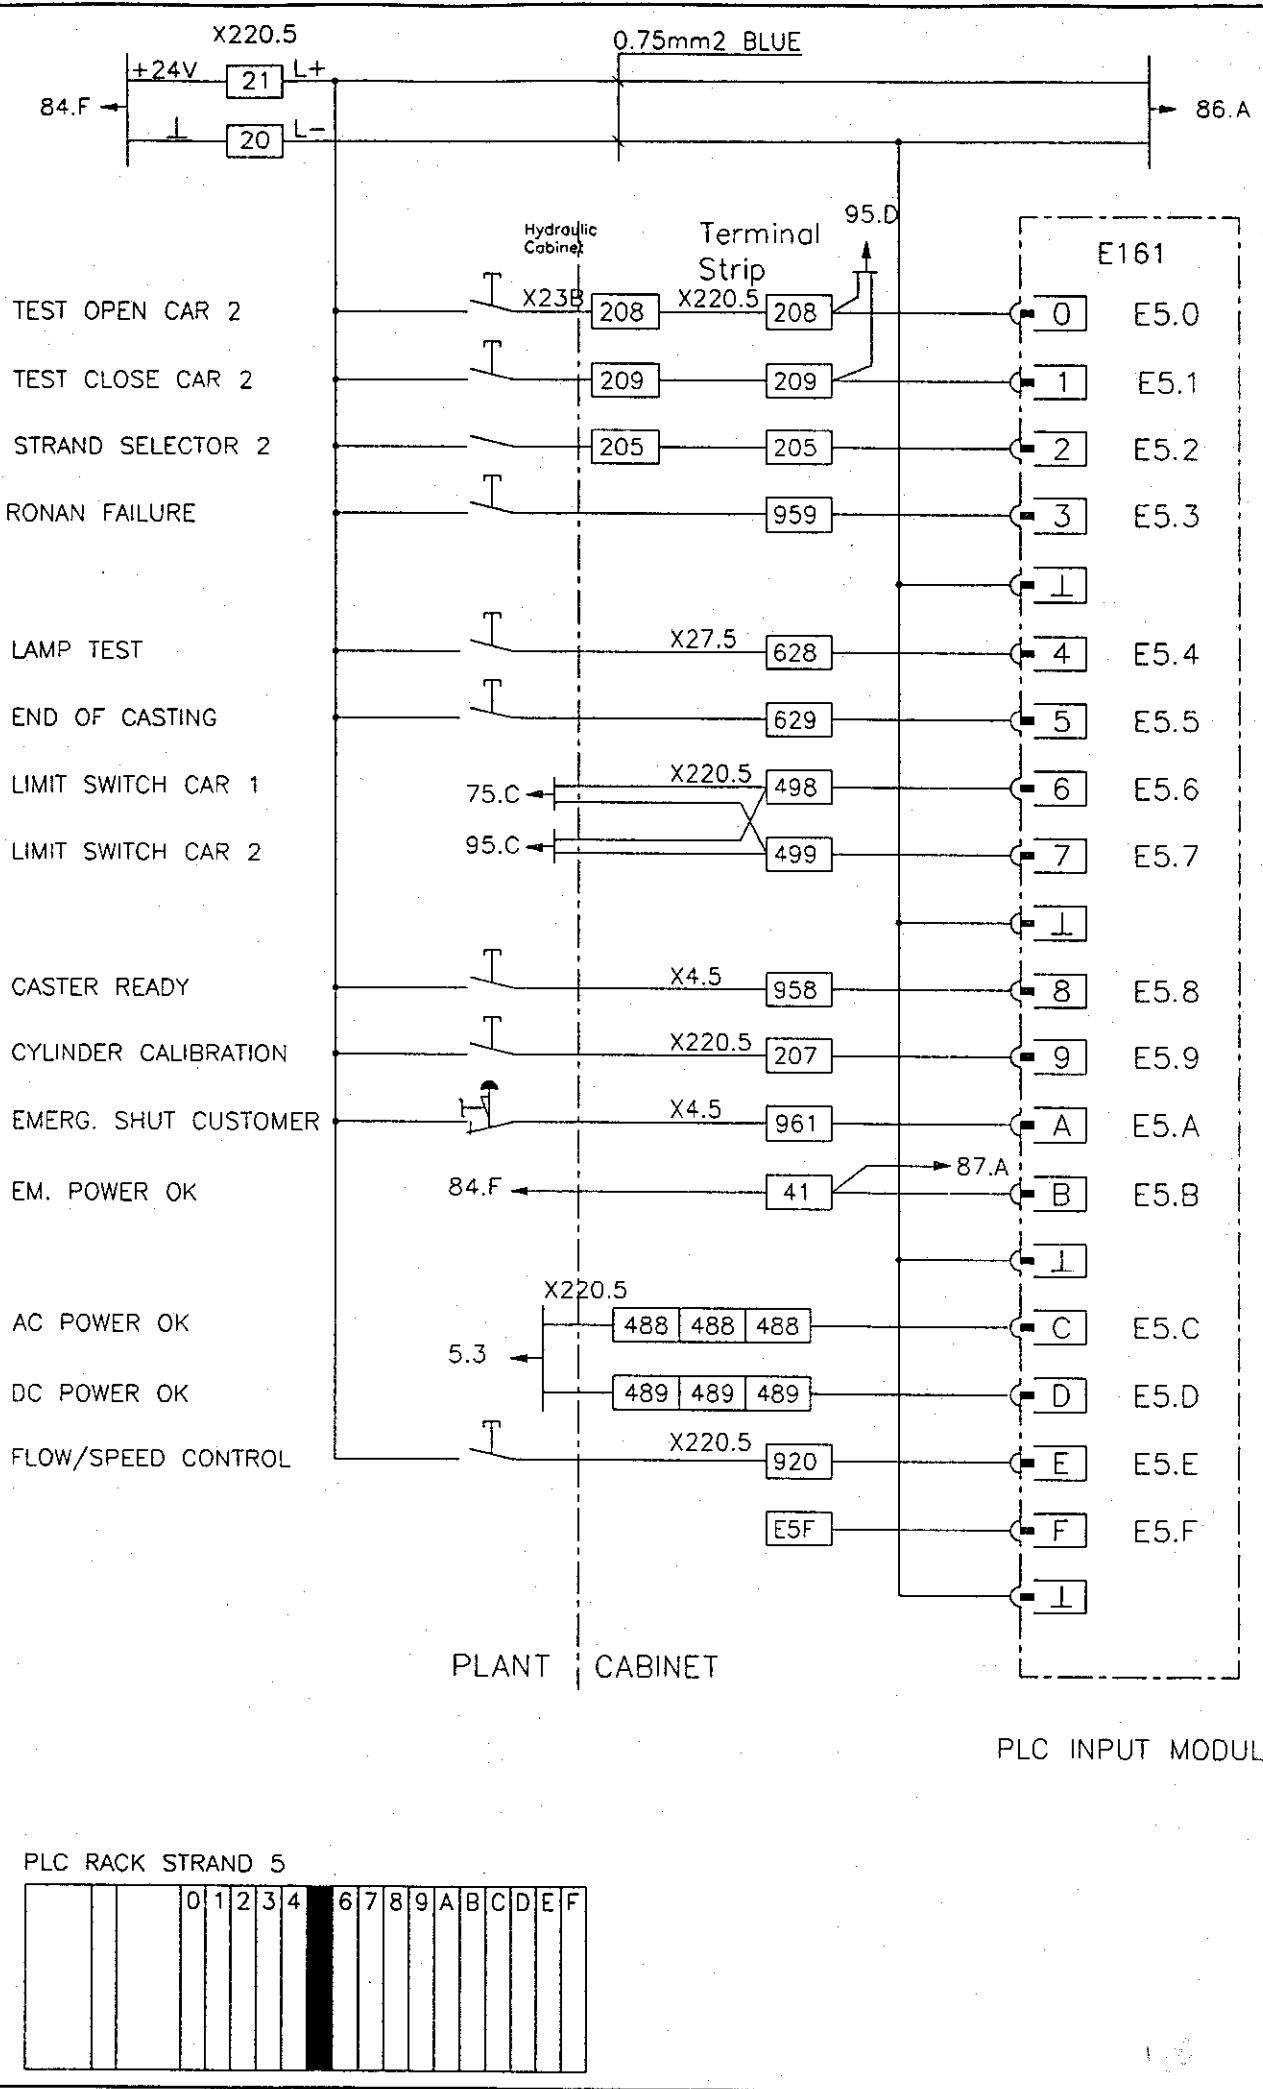 X220.5
0.75mm2 BLUE
+24V 21 L+
84.F 86.A
⊥ 20 L-
95.D
Hydraulic
Cabinet
Terminal
Strip
E161
TEST OPEN CAR 2 X23B 208 X220.5 208 0 E5.0
TEST CLOSE CAR 2 209 209 1 E5.1
STRAND SELECTOR 2 205 205 2 E5.2
RONAN FAILURE 959 3 E5.3
⊥
LAMP TEST X27.5 628 4 E5.4
END OF CASTING 629 5 E5.5
LIMIT SWITCH CAR 1 75.C X220.5 498 6 E5.6
LIMIT SWITCH CAR 2 95.C 499 7 E5.7
⊥
CASTER READY X4.5 958 8 E5.8
CYLINDER CALIBRATION X220.5 207 9 E5.9
EMERG. SHUT CUSTOMER X4.5 961 A E5.A
87.A
EM. POWER OK 84.F 41 B E5.B
⊥
X220.5
AC POWER OK 488 488 488 C E5.C
5.3
DC POWER OK 489 489 489 D E5.D
FLOW/SPEED CONTROL X220.5 920 E E5.E
E5F F E5.F
⊥
PLANT CABINET
PLC INPUT MODUL
PLC RACK STRAND 5
0 1 2 3 4 6 7 8 9 A B C D E F